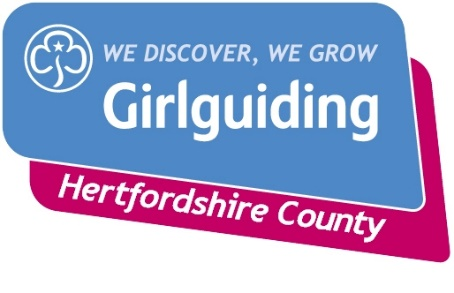 WE DISCOVER, WE GROW
Girlguiding
Hertfordshire County